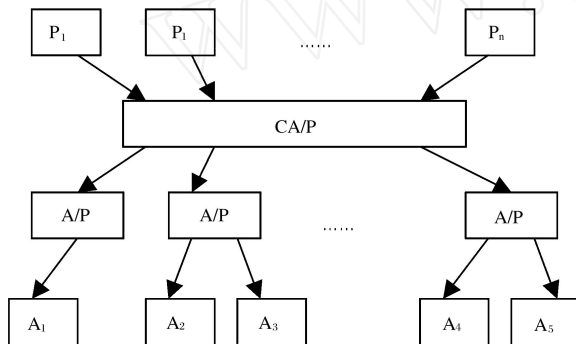 P₁ P₁ ...... Pₙ
CA/P
A/P A/P ...... A/P
A₁ A₂ A₃ A₄ A₅